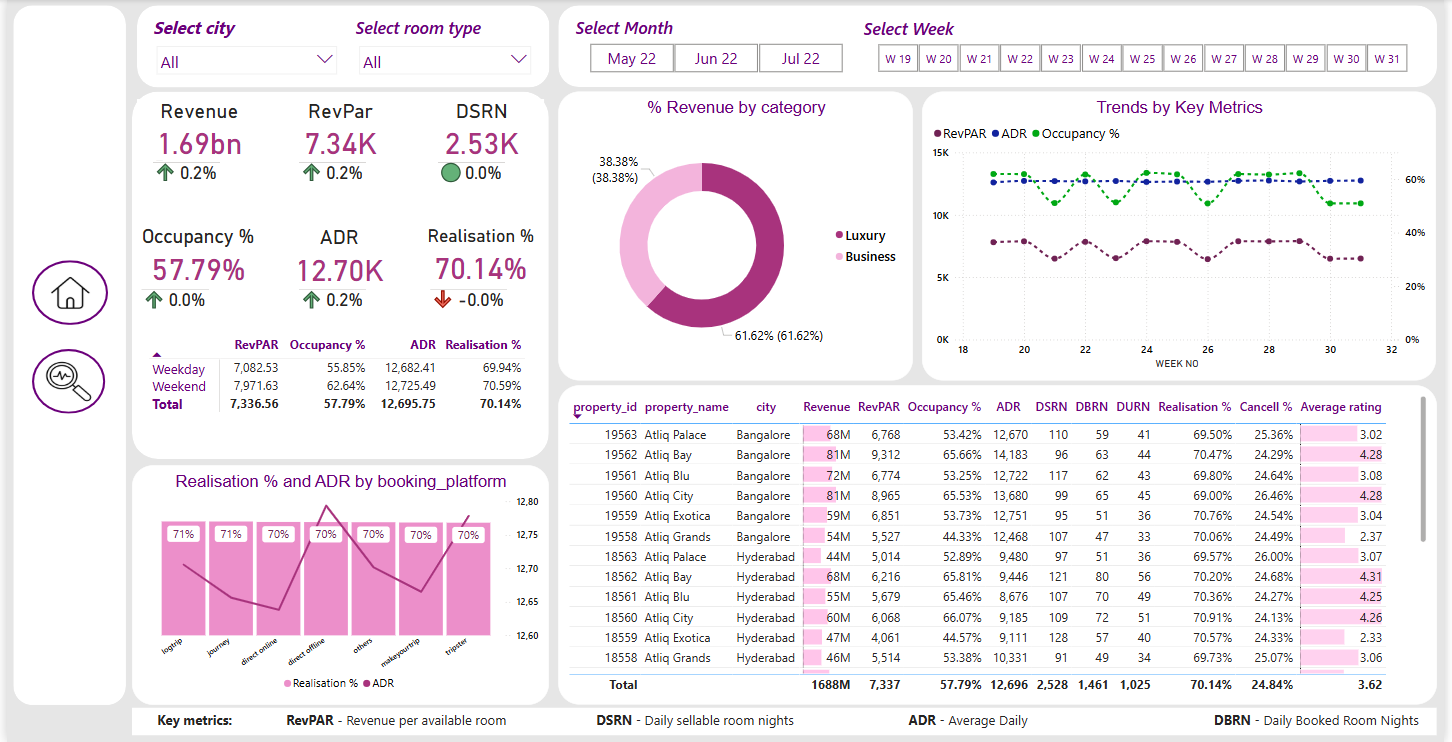 Select city
Select room type
All
All
Select Month
May 22 Jun 22 Jul 22
Select Week
W 19 W 20 W 21 W 22 W 23 W 24 W 25 W 26 W 27 W 28 W 29 W 30 W 31
Revenue
1.69bn
0.2%
RevPar
7.34K
0.2%
DSRN
2.53K
0.0%
Occupancy %
57.79%
0.0%
ADR
12.70K
0.2%
Realisation %
70.14%
-0.0%
RevPAR Occupancy % ADR Realisation %
Weekday 7,082.53 55.85% 12,682.41 69.94%
Weekend 7,971.63 62.64% 12,725.49 70.59%
Total 7,336.56 57.79% 12,695.75 70.14%
% Revenue by category
38.38%
(38.38%)
61.62% (61.62%)
Luxury
Business
Trends by Key Metrics
RevPAR ADR Occupancy %
15K
10K
5K
0K
60%
40%
20%
0%
18 20 22 24 26 28 30 32
WEEK NO
Realisation % and ADR by booking_platform
71% 71% 70% 70% 70% 70% 70%
12,80
12,75
12,70
12,65
12,60
logtrip journey direct online direct offline others makeyourtrip tripster
Realisation % ADR
property_id property_name city Revenue RevPAR Occupancy % ADR DSRN DBRN DURN Realisation % Cancell % Average rating
19563 Atliq Palace Bangalore 68M 6,768 53.42% 12,670 110 59 41 69.50% 25.36% 3.02
19562 Atliq Bay Bangalore 81M 9,312 65.66% 14,183 96 63 44 70.47% 24.29% 4.28
19561 Atliq Blu Bangalore 72M 6,774 53.25% 12,722 117 62 43 69.80% 24.64% 3.08
19560 Atliq City Bangalore 81M 8,965 65.53% 13,680 99 65 45 69.00% 26.46% 4.28
19559 Atliq Exotica Bangalore 59M 6,851 53.73% 12,751 95 51 36 70.76% 24.54% 3.04
19558 Atliq Grands Bangalore 54M 5,527 44.33% 12,468 107 47 33 70.06% 24.49% 2.37
18563 Atliq Palace Hyderabad 44M 5,014 52.89% 9,480 97 51 36 69.57% 26.00% 3.07
18562 Atliq Bay Hyderabad 68M 6,216 65.81% 9,446 121 80 56 70.20% 24.68% 4.31
18561 Atliq Blu Hyderabad 55M 5,679 65.46% 8,676 107 70 49 70.36% 24.27% 4.25
18560 Atliq City Hyderabad 60M 6,068 66.07% 9,185 109 72 51 70.91% 24.13% 4.26
18559 Atliq Exotica Hyderabad 47M 4,061 44.57% 9,111 128 57 40 70.57% 24.33% 2.33
18558 Atliq Grands Hyderabad 46M 5,514 53.38% 10,331 91 49 34 69.73% 25.07% 3.06
Total 1688M 7,337 57.79% 12,696 2,528 1,461 1,025 70.14% 24.84% 3.62
Key metrics: RevPAR - Revenue per available room DSRN - Daily sellable room nights ADR - Average Daily DBRN - Daily Booked Room Nights